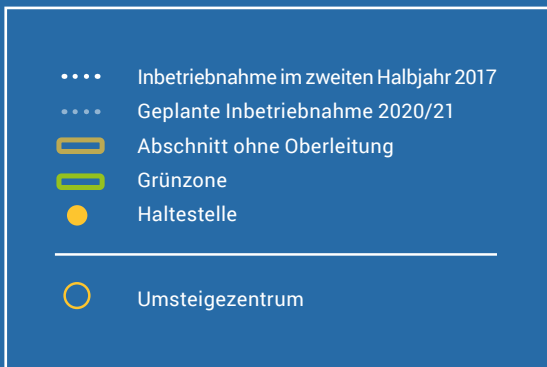 Inbetriebnahme im zweiten Halbjahr 2017
Geplante Inbetriebnahme 2020/21
Abschnitt ohne Oberleitung
Grünzone
Haltestelle
Umsteigezentrum